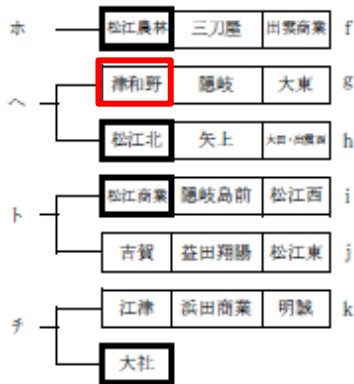 ホ 松江農林 三刀屋 出雲商業 f
ヘ 津和野 隠岐 大東 g
松江北 矢上 大田・出雲西 h
ト 松江商業 隠岐島前 松江西 i
吉賀 益田翔陽 松江東 j
チ 江津 浜田商業 明誠 k
大社